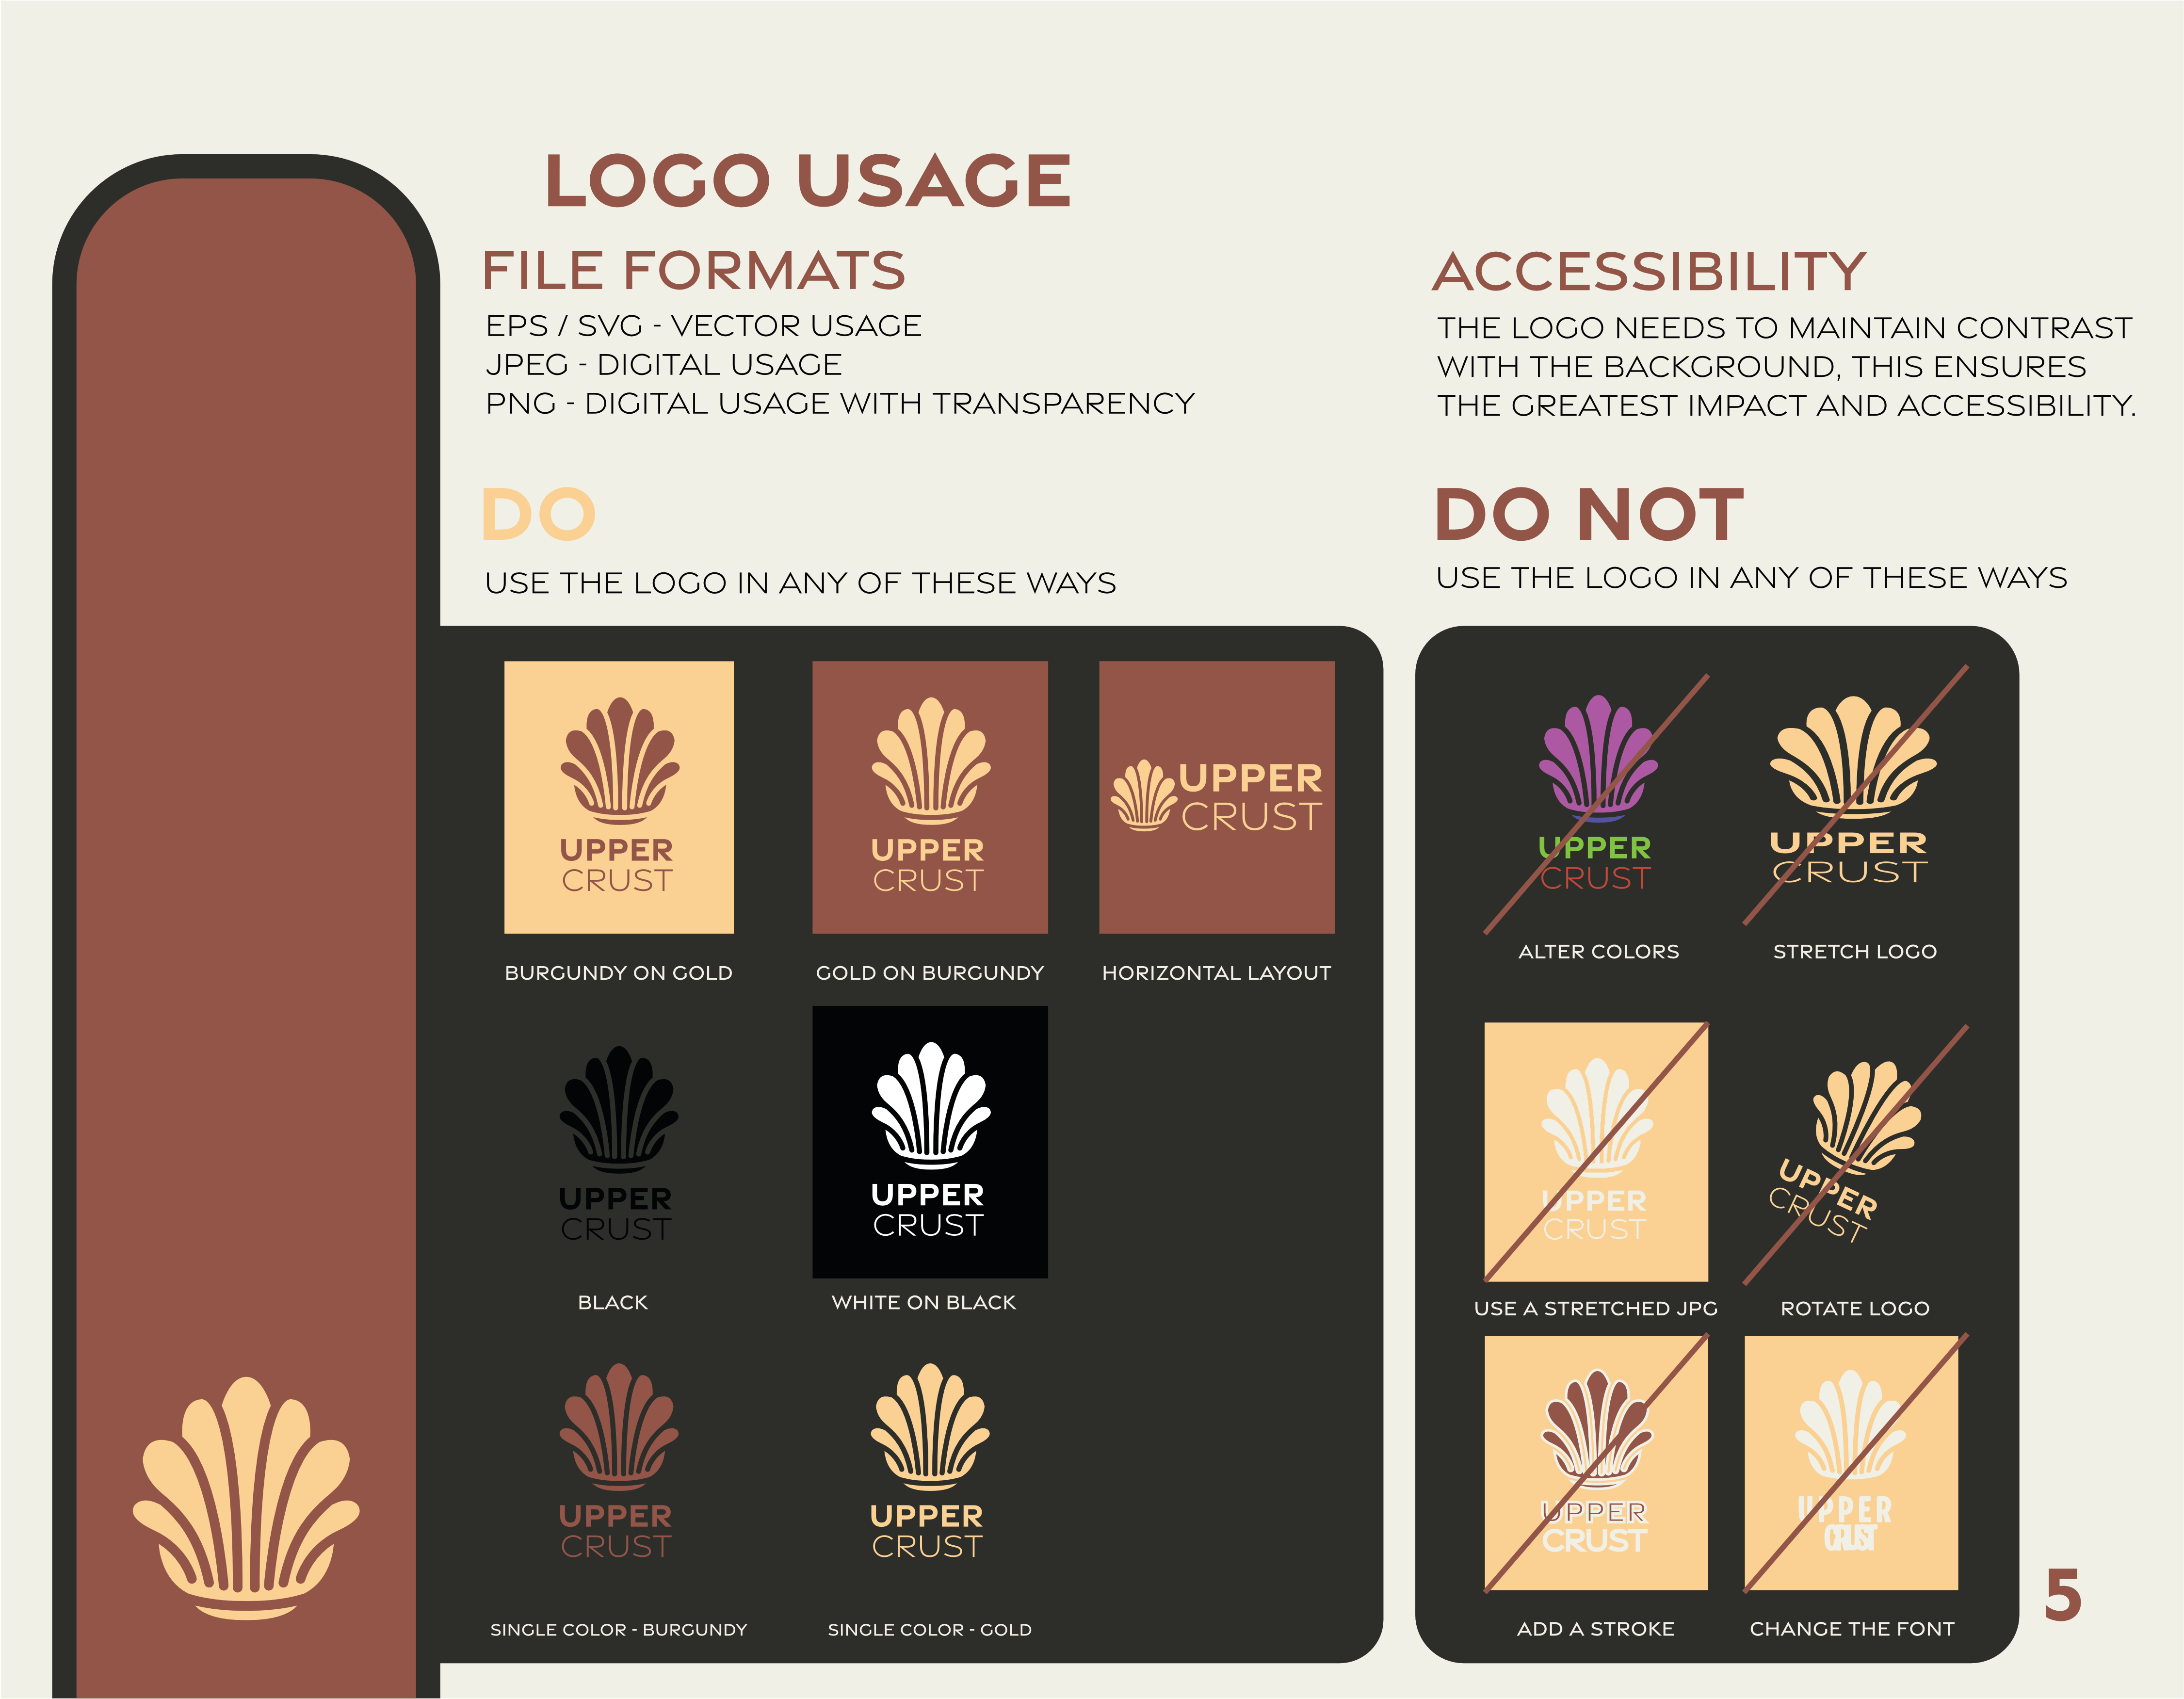 LOGO USAGE
FILE FORMATS
EPS / SVG - VECTOR USAGE
JPEG - DIGITAL USAGE
PNG - DIGITAL USAGE WITH TRANSPARENCY
ACCESSIBILITY
THE LOGO NEEDS TO MAINTAIN CONTRAST
WITH THE BACKGROUND, THIS ENSURES
THE GREATEST IMPACT AND ACCESSIBILITY.
DO
USE THE LOGO IN ANY OF THESE WAYS
UPPER
CRUST
BURGUNDY ON GOLD
UPPER
CRUST
GOLD ON BURGUNDY
UPPER
CRUST
HORIZONTAL LAYOUT
UPPER
CRUST
BLACK
UPPER
CRUST
WHITE ON BLACK
UPPER
CRUST
SINGLE COLOR - BURGUNDY
UPPER
CRUST
SINGLE COLOR - GOLD
DO NOT
USE THE LOGO IN ANY OF THESE WAYS
UPPER
CRUST
ALTER COLORS
UPPER
CRUST
STRETCH LOGO
UPPER
CRUST
USE A STRETCHED JPG
UPPER
CRUST
ROTATE LOGO
UPPER
CRUST
ADD A STROKE
UPPER
CRUST
CHANGE THE FONT
5